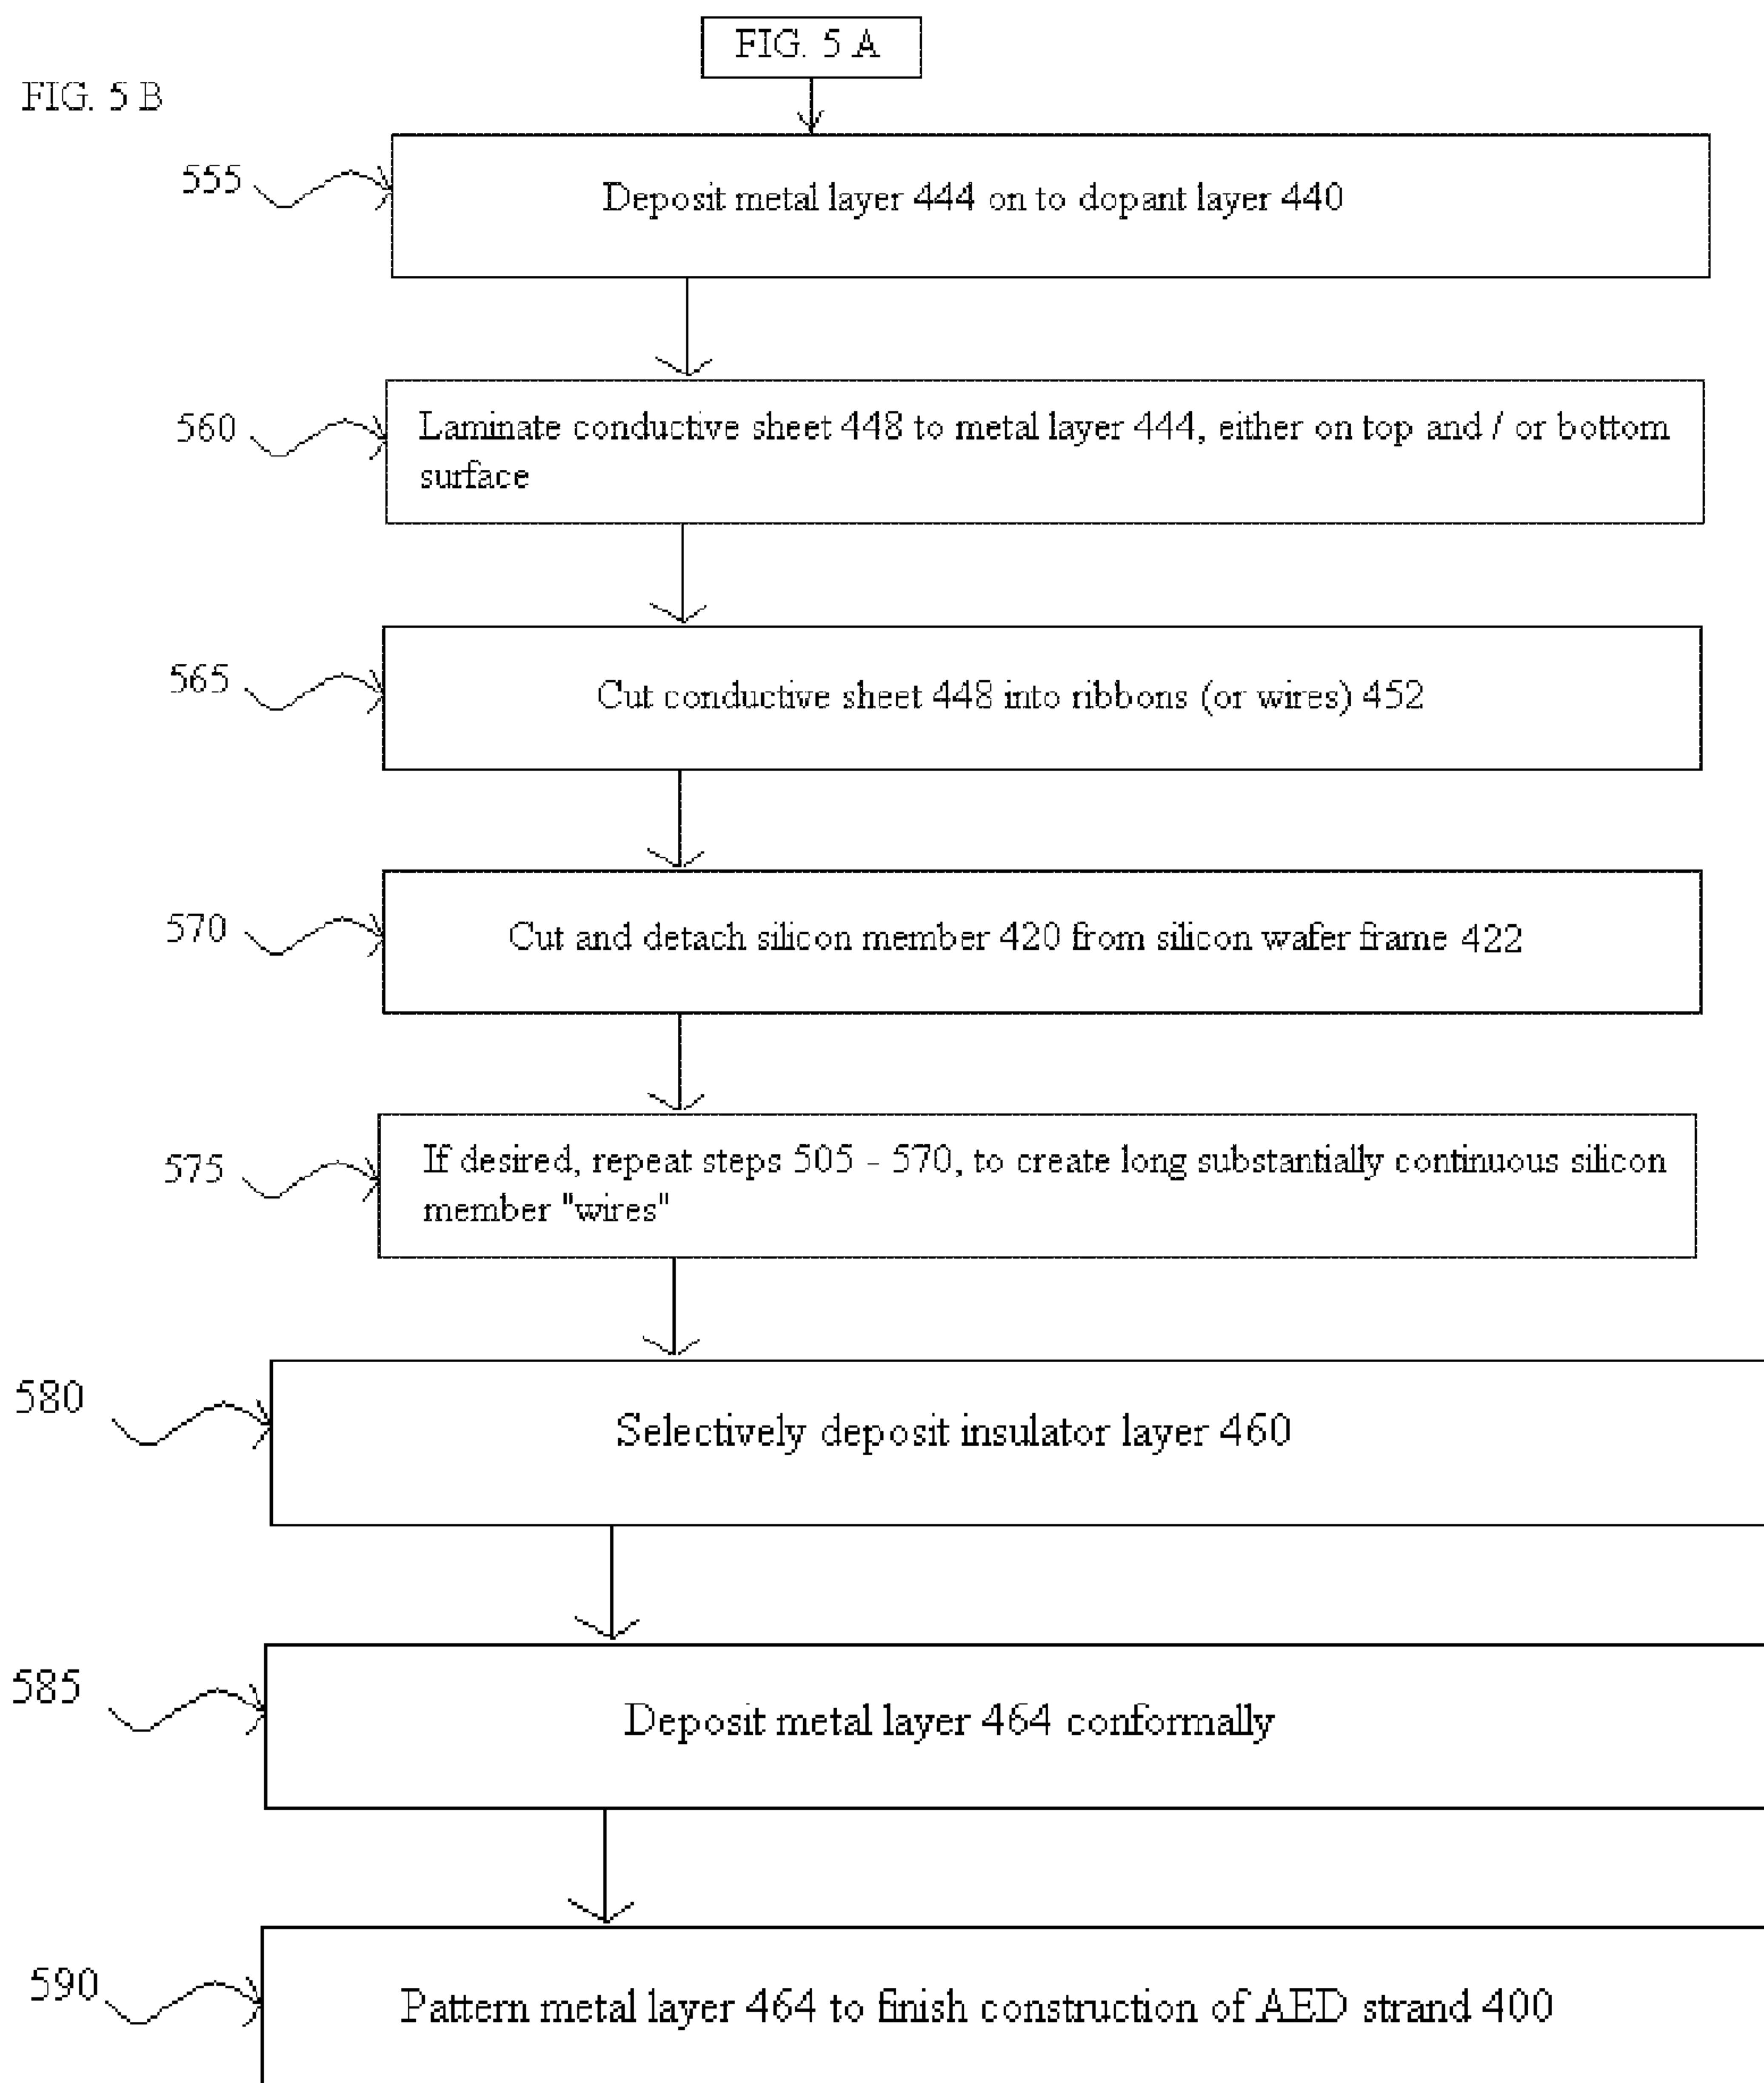 FIG. 5 A
FIG. 5 B
555
Deposit metal layer 444 on to dopant layer 440
560
Laminate conductive sheet 448 to metal layer 444, either on top and / or bottom
surface
565
Cut conductive sheet 448 into ribbons (or wires) 452
570
Cut and detach silicon member 420 from silicon wafer frame 422
575
If desired, repeat steps 505 - 570, to create long substantially continuous silicon
member "wires"
580
Selectively deposit insulator layer 460
585
Deposit metal layer 464 conformally
590
Pattern metal layer 464 to finish construction of AED strand 400